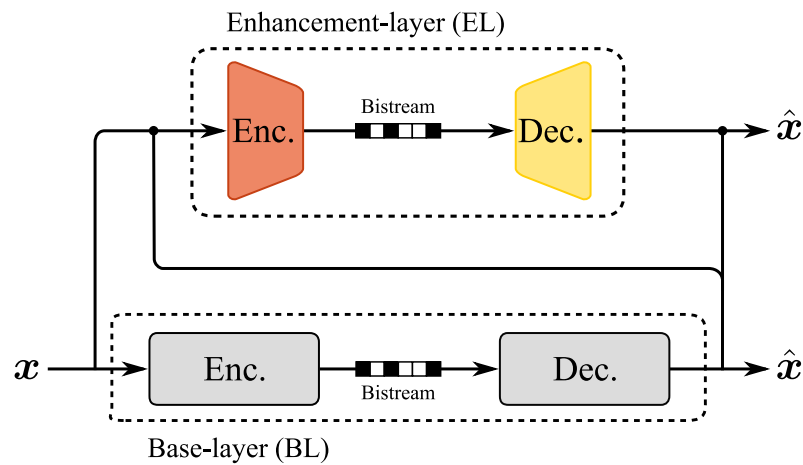 Enhancement-layer (EL)
Enc.
Bistream
Dec.
x̂
x
Enc.
Bistream
Dec.
x̂
Base-layer (BL)